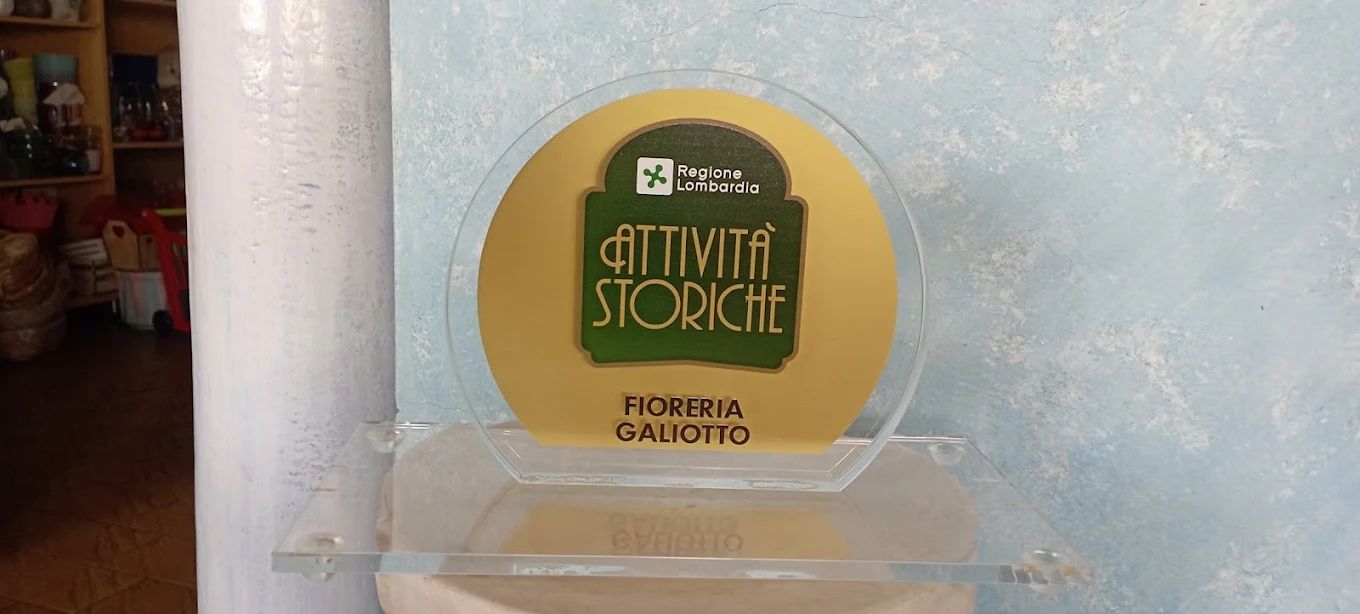 Regione
Lombardia
ATTIVITÀ
STORICHE
FIORERIA
GALIOTTO